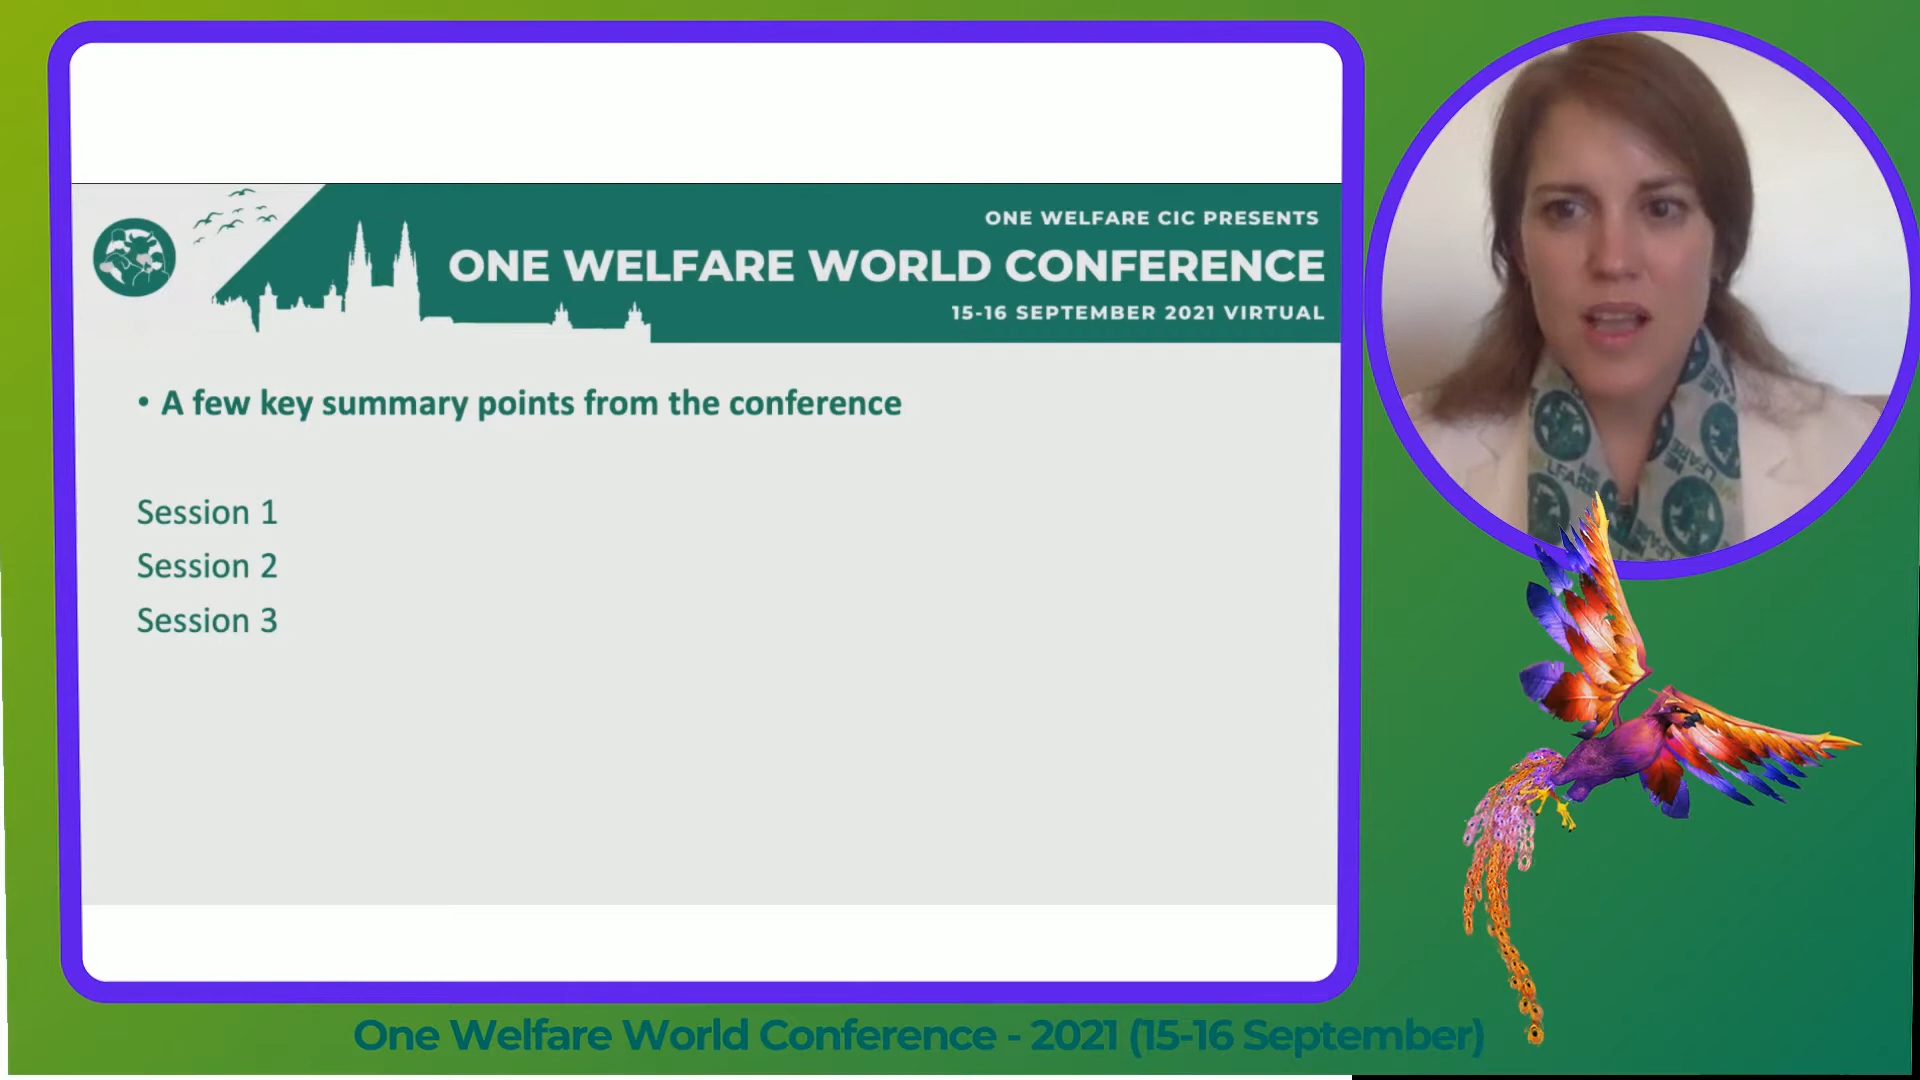 ONE WELFARE CIC PRESENTS
ONE WELFARE WORLD CONFERENCE
15-16 SEPTEMBER 2021 VIRTUAL
• A few key summary points from the conference
Session 1
Session 2
Session 3
One Welfare World Conference - 2021 (15-16 September)